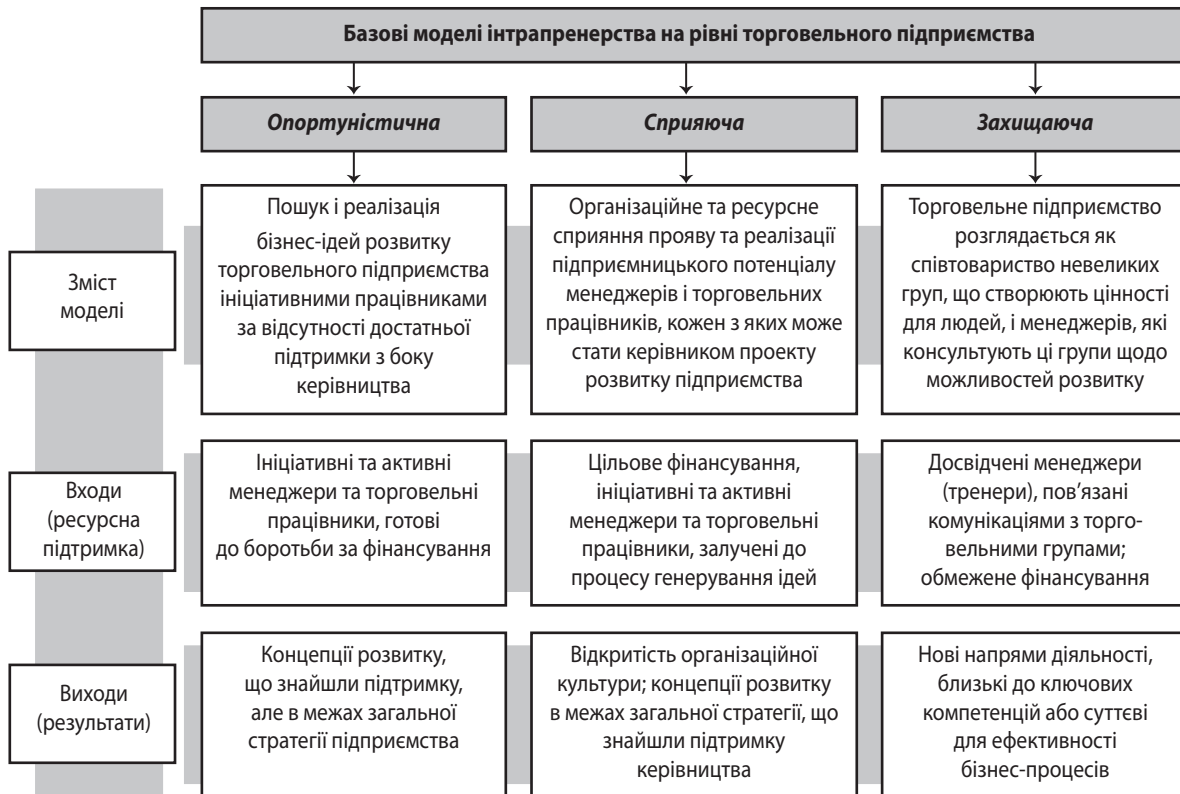 Базові моделі інтрапренерства на рівні торговельного підприємства
Опортуністична
Сприяюча
Захищаюча
Зміст
моделі
Пошук і реалізація
бізнес-ідей розвитку
торговельного підприємства
ініціативними працівниками
за відсутності достатньої
підтримки з боку
керівництва
Організаційне та ресурсне
сприяння прояву та реалізації
підприємницького потенціалу
менеджерів і торговельних
працівників, кожен з яких може
стати керівником проекту
розвитку підприємства
Торговельне підприємство
розглядається як
співтовариство невеликих
груп, що створюють цінності
для людей, і менеджерів, які
консультують ці групи щодо
можливостей розвитку
Входи
(ресурсна
підтримка)
Ініціативні та активні
менеджери та торговельні
працівники, готові
до боротьби за фінансування
Цільове фінансування,
ініціативні та активні
менеджери та торговельні
працівники, залучені до
процесу генерування ідей
Досвідчені менеджери
(тренери), пов’язані
комунікаціями з торго-
вельними групами;
обмежене фінансування
Виходи
(результати)
Концепції розвитку,
що знайшли підтримку,
але в межах загальної
стратегії підприємства
Відкритість організаційної
культури; концепції розвитку
в межах загальної стратегії, що
знайшли підтримку
керівництва
Нові напрями діяльності,
близькі до ключових
компетенцій або суттєві
для ефективності
бізнес-процесів